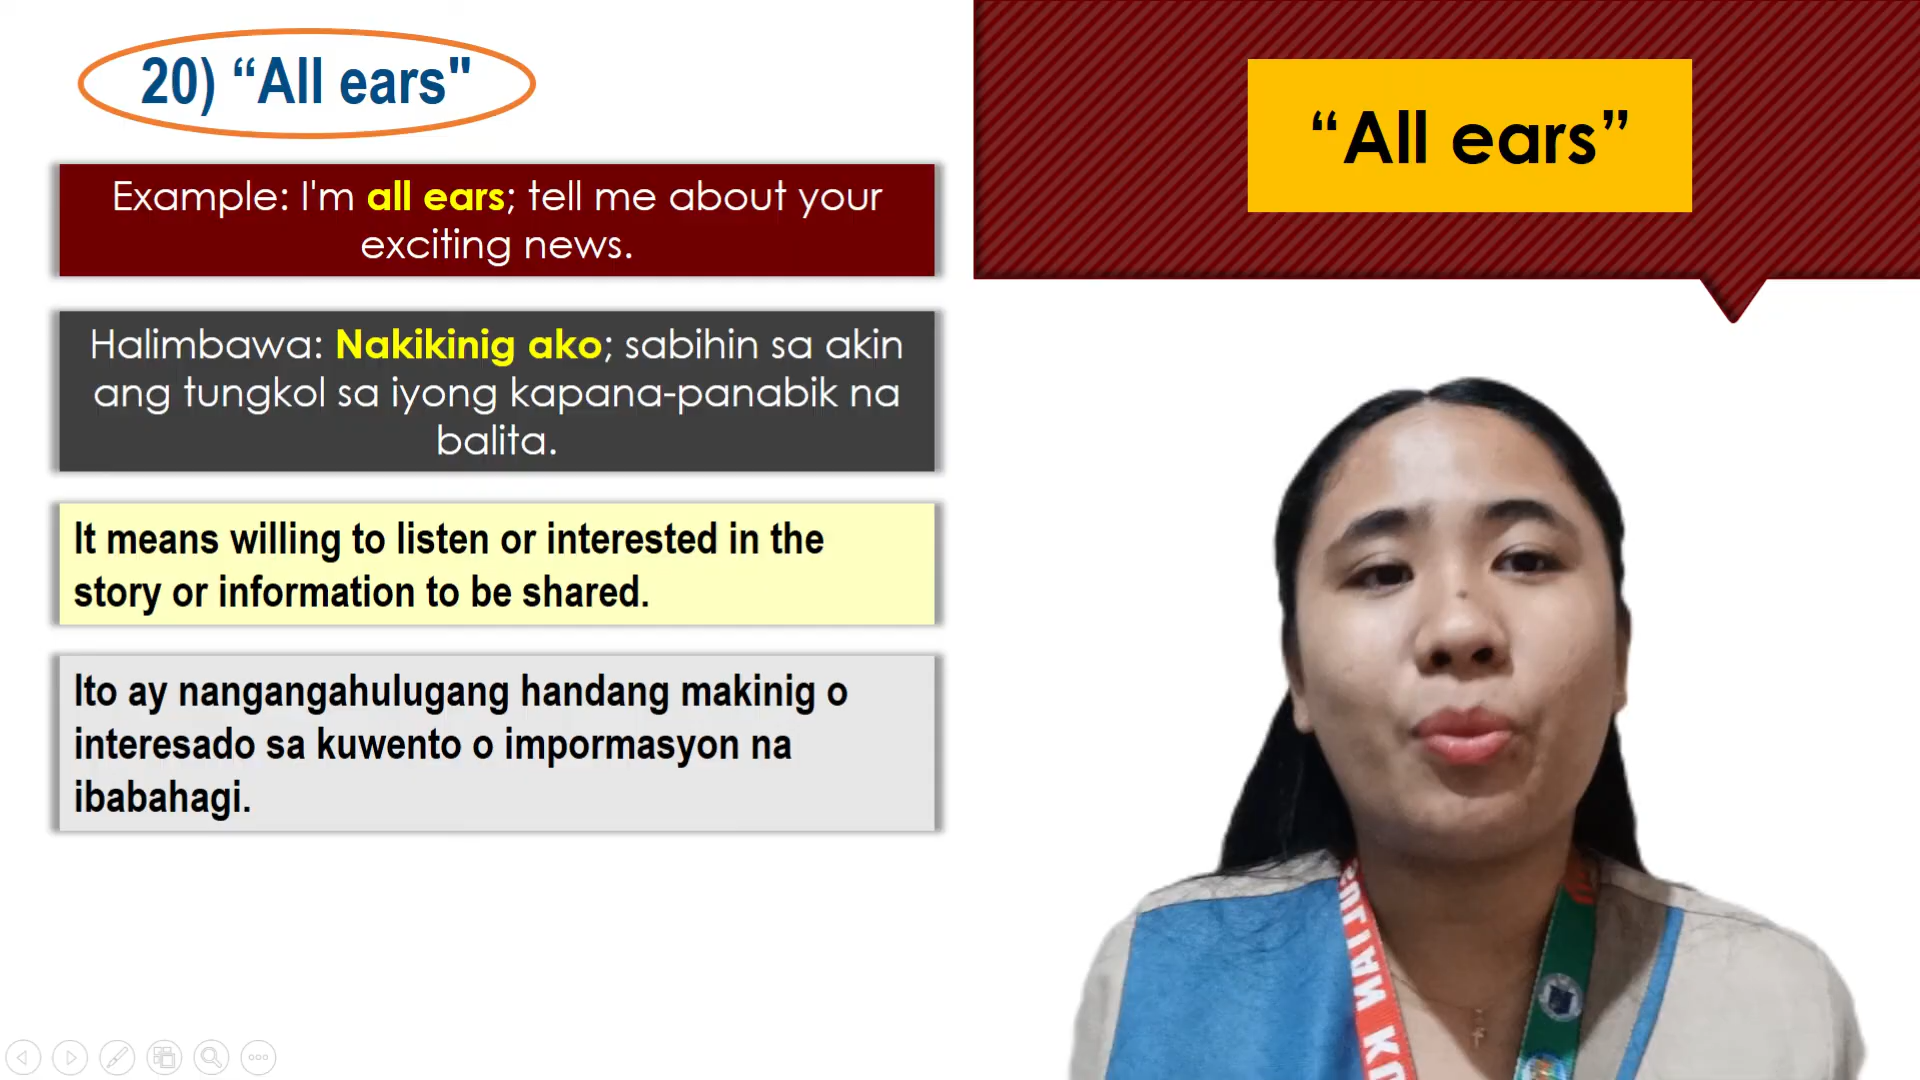 20) “All ears"
Example: I'm all ears; tell me about your
exciting news.
Halimbawa: Nakikinig ako; sabihin sa akin
ang tungkol sa iyong kapana-panabik na
balita.
It means willing to listen or interested in the
story or information to be shared.
Ito ay nangangahulugang handang makinig o
interesado sa kuwento o impormasyon na
ibabahagi.
“All ears”